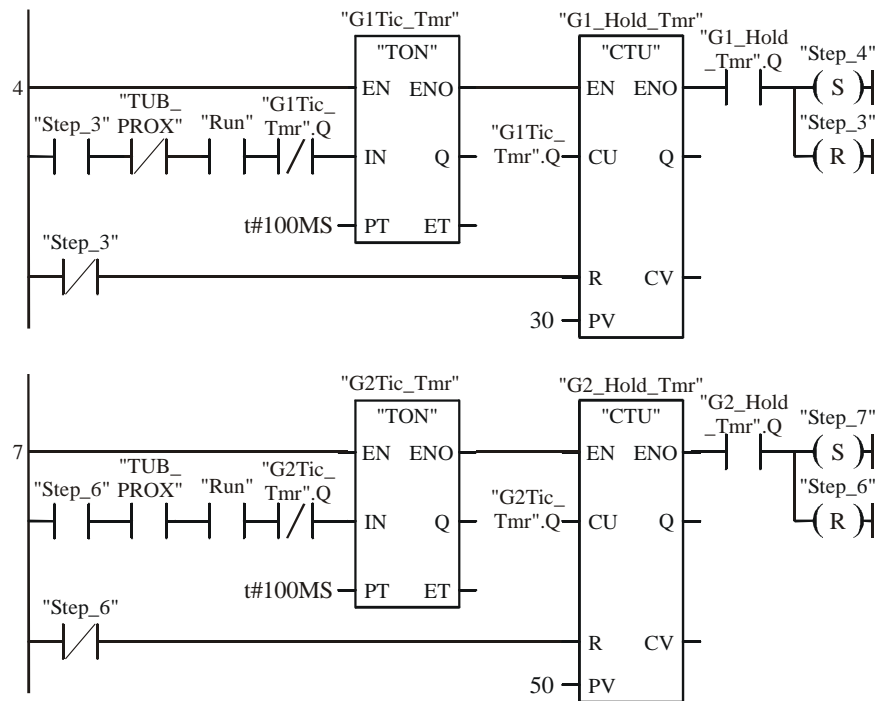 "G1Tic_Tmr" "G1_Hold_Tmr"
"TON" "CTU" "G1_Hold _Tmr".Q "Step_4"
4 EN ENO EN ENO S
"Step_3" "TUB_ PROX" "Run" "G1Tic_ Tmr".Q "G1Tic_ Tmr".Q "Step_3"
IN Q CU Q R
t#100MS PT ET
"Step_3"
R CV
30 PV
"G2Tic_Tmr" "G2_Hold_Tmr"
"TON" "CTU" "G2_Hold _Tmr".Q "Step_7"
7 EN ENO EN ENO S
"Step_6" "TUB_ PROX" "Run" "G2Tic_ Tmr".Q "G2Tic_ Tmr".Q "Step_6"
IN Q CU Q R
t#100MS PT ET
"Step_6"
R CV
50 PV